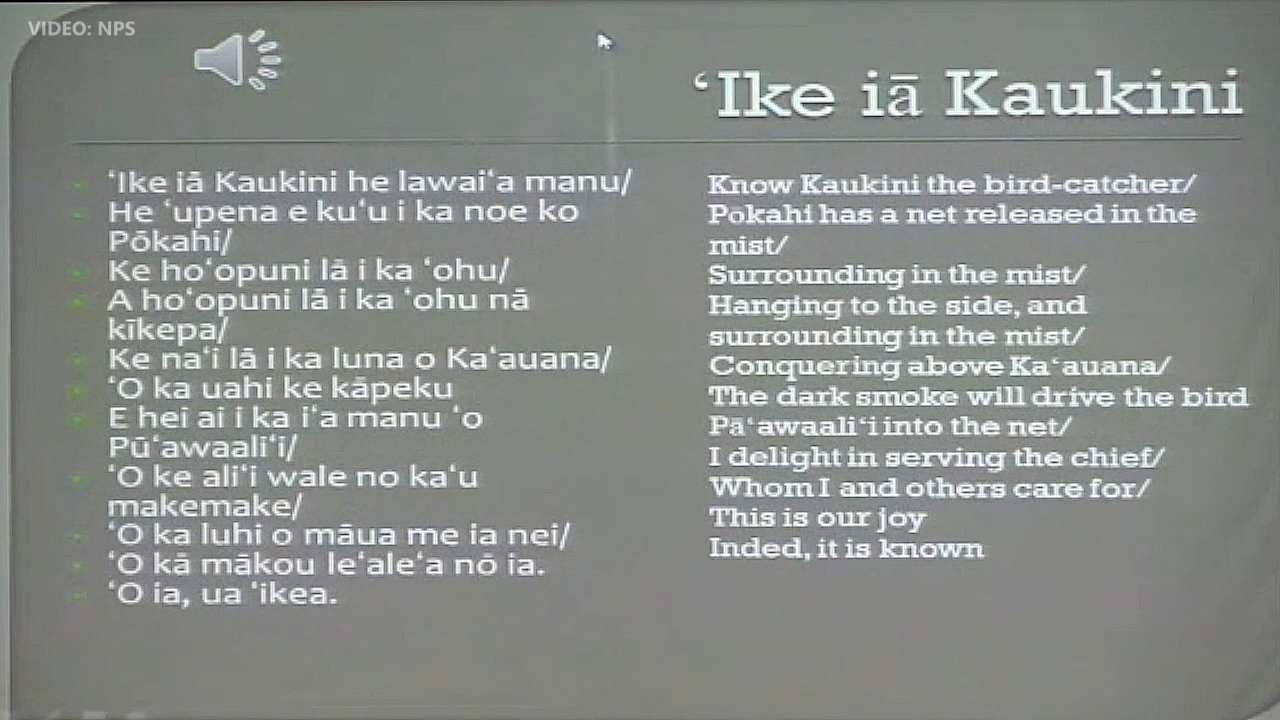 VIDEO: NPS
ʻIke iā Kaukini
ʻIke iā Kaukini he lawaiʻa manu/
He ʻupena e kuʻu i ka noe ko
Pōkahi/
Ke hoʻopuni lā i ka ʻohu/
A hoʻopuni lā i ka ʻohu nā
kīkepa/
Ke naʻi lā i ka luna o Kaʻauana/
ʻO ka uahi ke kāpeku
E hei ai i ka iʻa manu ʻo
Pūʻawaaliʻi/
ʻO ke aliʻi wale no kaʻu
makemake/
ʻO ka luhi o māua me ia nei/
ʻO kā mākou leʻaleʻa nō ia.
ʻO ia, ua ʻikea.
Know Kaukini the bird-catcher/
Pōkahi has a net released in the
mist/
Surrounding in the mist/
Hanging to the side, and
surrounding in the mist/
Conquering above Kaʻauana/
The dark smoke will drive the bird
Pāʻawaaliʻi into the net/
I delight in serving the chief/
Whom I and others care for/
This is our joy
Inded, it is known